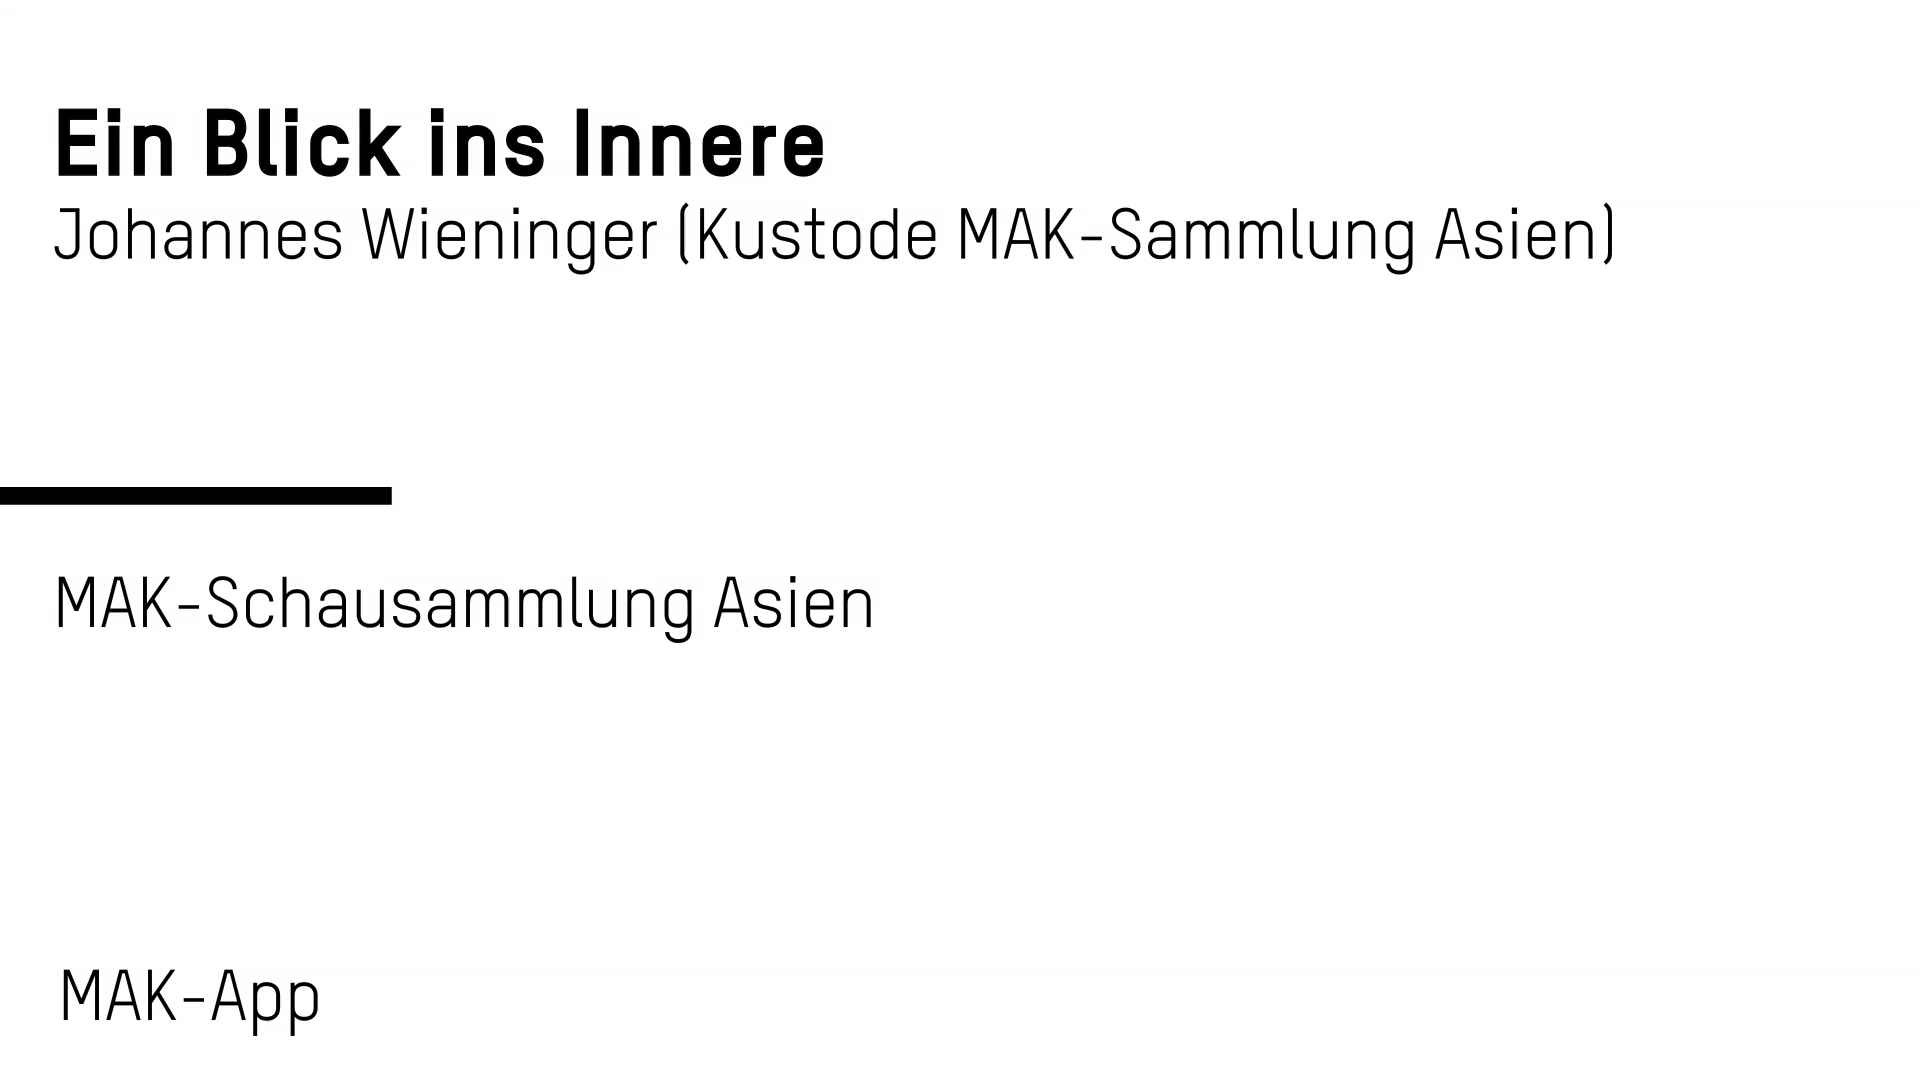 Ein Blick ins Innere
Johannes Wieninger (Kustode MAK-Sammlung Asien)
MAK-Schausammlung Asien
MAK-App